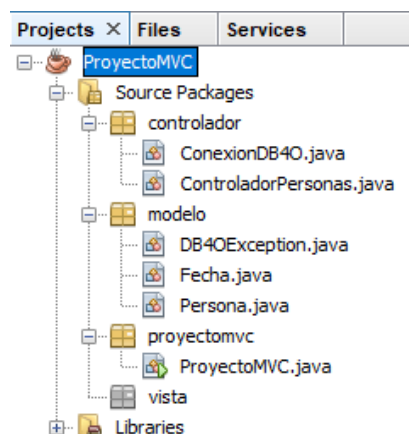 Projects × Files Services
ProyectoMVC
Source Packages
controlador
ConexionDB4O.java
ControladorPersonas.java
modelo
DB4OException.java
Fecha.java
Persona.java
proyectomvc
ProyectoMVC.java
vista
Libraries